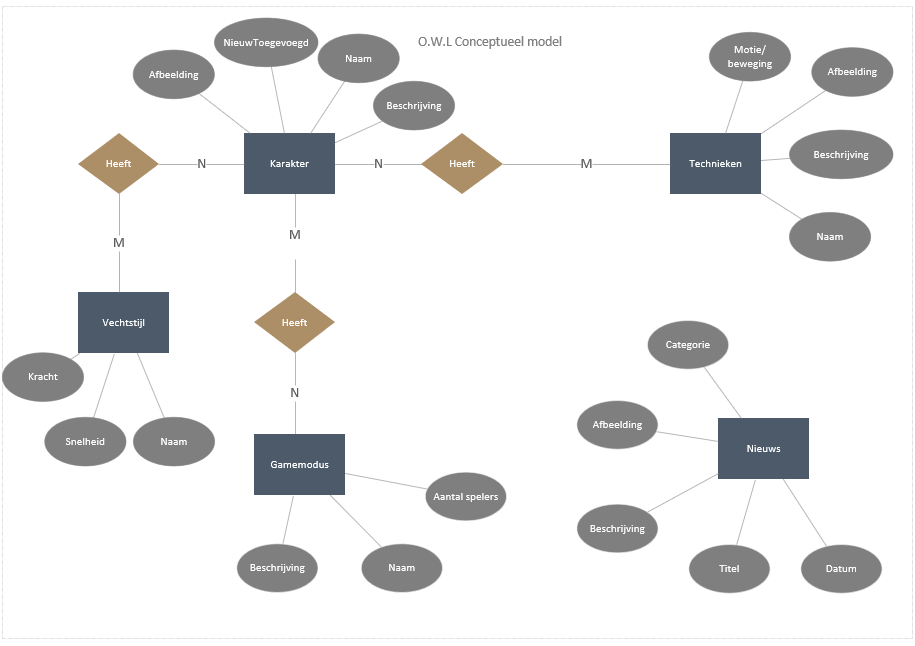 O.W.L Conceptueel model
NieuwToegevoegd
Afbeelding
Naam
Beschrijving
Motie/
beweging
Afbeelding
Beschrijving
Naam
Heeft
N
Karakter
N
Heeft
M
Technieken
M
M
Vechtstijl
Heeft
Kracht
Snelheid
Naam
N
Gamemodus
Aantal spelers
Beschrijving
Naam
Categorie
Afbeelding
Nieuws
Beschrijving
Titel
Datum